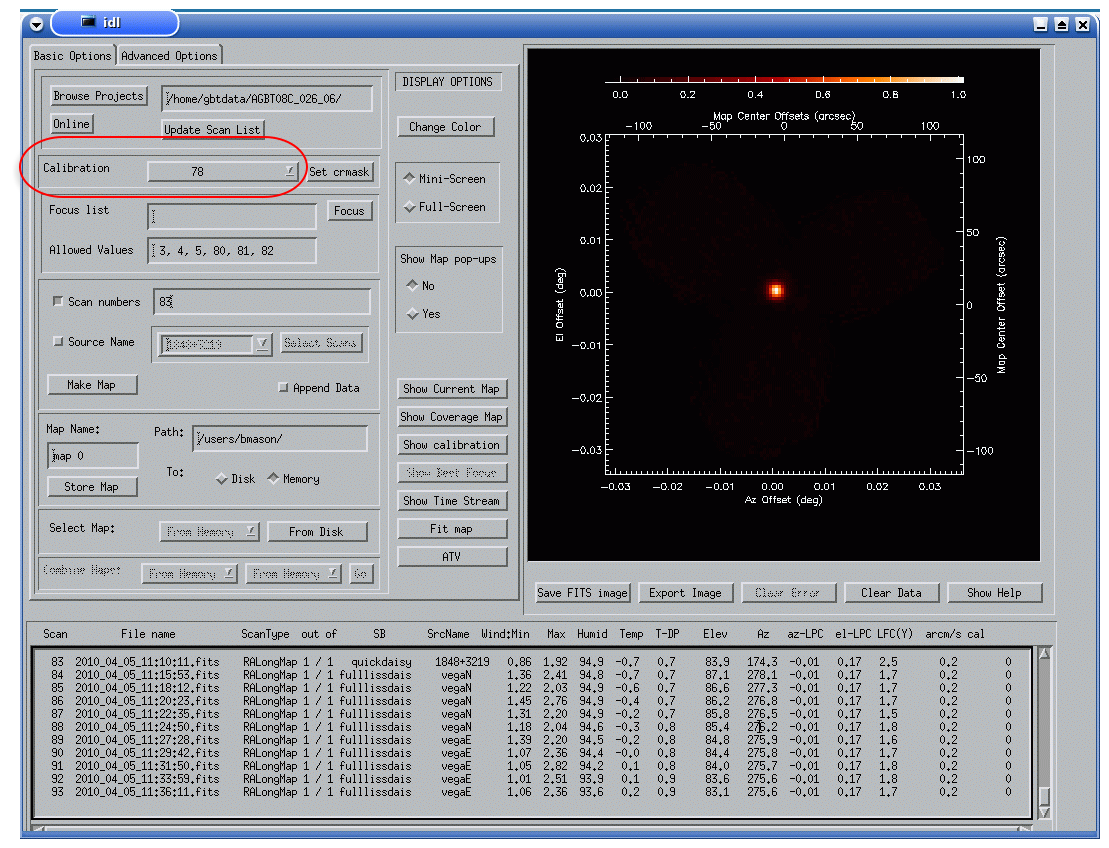 idl
Basic Options Advanced Options
Browse Projects /home/gbtdata/AGBT08C_026_06/
Online Update Scan List
Calibration 78 Set crmask
Focus list Focus
Allowed Values 3, 4, 5, 80, 81, 82
Scan numbers 83
Source Name 1848+3219 Select Scans
Make Map Append Data
Map Name: Path: /users/bmason/
map 0
To: Disk Memory
Store Map
Select Map: From Memory From Disk
Combine Maps: From Memory From Memory Go
DISPLAY OPTIONS
Change Color
Mini-Screen
Full-Screen
Show Map pop-ups
No
Yes
Show Current Map
Show Coverage Map
Show calibration
Show Best Focus
Show Time Stream
Fit map
ATV
0.0 0.2 0.4 0.6 0.8 1.0
Map Center Offsets (arcsec)
-100 -50 0 50 100
0.03
0.02
0.01
0.00
-0.01
-0.02
-0.03
El Offset (deg)
100
50
0
-50
-100
Map Center Offset (arcsec)
-0.03 -0.02 -0.01 0.00 0.01 0.02 0.03
Az Offset (deg)
Save FITS image Export Image Clear Error Clear Data Show Help
Scan File name ScanType out of SB SrcName Wind:Min Max Humid Temp T-DP Elev Az az-LPC el-LPC LFC(Y) arcm/s cal
83 2010_04_05_11:10:11.fits RALongMap 1 / 1 quickdaisy 1848+3219 0.86 1.92 94.9 -0.7 0.7 83.9 174.3 -0.01 0.17 2.5 0.2 0
84 2010_04_05_11:15:53.fits RALongMap 1 / 1 fulllissdais vegaN 1.36 2.41 94.8 -0.7 0.7 87.1 278.1 -0.01 0.17 1.7 0.2 0
85 2010_04_05_11:18:12.fits RALongMap 1 / 1 fulllissdais vegaN 1.22 2.03 94.9 -0.6 0.7 86.6 277.3 -0.01 0.17 1.7 0.2 0
86 2010_04_05_11:20:23.fits RALongMap 1 / 1 fulllissdais vegaN 1.45 2.76 94.9 -0.4 0.7 86.2 276.8 -0.01 0.17 1.7 0.2 0
87 2010_04_05_11:22:35.fits RALongMap 1 / 1 fulllissdais vegaN 1.31 2.20 94.9 -0.2 0.7 85.8 276.5 -0.01 0.17 1.5 0.2 0
88 2010_04_05_11:24:50.fits RALongMap 1 / 1 fulllissdais vegaN 1.18 2.04 94.6 -0.3 0.8 85.4 276.2 -0.01 0.17 1.8 0.2 0
89 2010_04_05_11:27:28.fits RALongMap 1 / 1 fulllissdais vegaE 1.39 2.20 94.5 -0.2 0.8 84.8 275.9 -0.01 0.17 1.6 0.2 0
90 2010_04_05_11:29:42.fits RALongMap 1 / 1 fulllissdais vegaE 1.07 2.36 94.4 -0.0 0.8 84.4 275.8 -0.01 0.17 1.7 0.2 0
91 2010_04_05_11:31:50.fits RALongMap 1 / 1 fulllissdais vegaE 1.05 2.82 94.2 0.1 0.8 84.0 275.7 -0.01 0.17 1.8 0.2 0
92 2010_04_05_11:33:59.fits RALongMap 1 / 1 fulllissdais vegaE 1.01 2.51 93.9 0.1 0.9 83.6 275.6 -0.01 0.17 1.8 0.2 0
93 2010_04_05_11:36:11.fits RALongMap 1 / 1 fulllissdais vegaE 1.06 2.36 93.6 0.2 0.9 83.1 275.6 -0.01 0.17 1.7 0.2 0